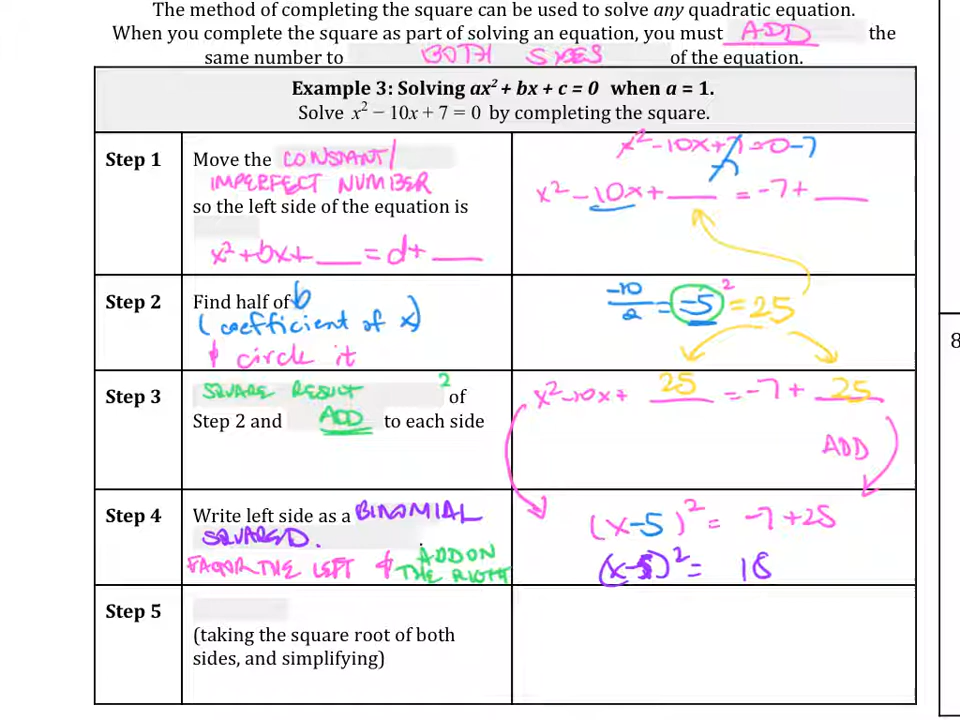 The method of completing the square can be used to solve any quadratic equation.
When you complete the square as part of solving an equation, you must ADD the
same number to BOTH SIDES of the equation.
Example 3: Solving ax² + bx + c = 0 when a = 1.
Solve x² − 10x + 7 = 0 by completing the square.
Step 1
Move the CONSTANT/
IMPERFECT NUMBER
so the left side of the equation is
x²+bx+ ___ = d+ ___
x²-10x+7=0-7
-7
x² - 10x + ___ = -7 + ___
Step 2
Find half of b
(coefficient of x)
& circle it
-10/2 = -5² = 25
Step 3
SQUARE RESULT ² of
Step 2 and ADD to each side
x²-10x+ 25 = -7 + 25
ADD
Step 4
Write left side as a BINOMIAL
SQUARED.
FACTOR THE LEFT & ADD ON
THE RIGHT
(x-5)² = -7+25
(x-5)² = 18
Step 5
(taking the square root of both
sides, and simplifying)
8